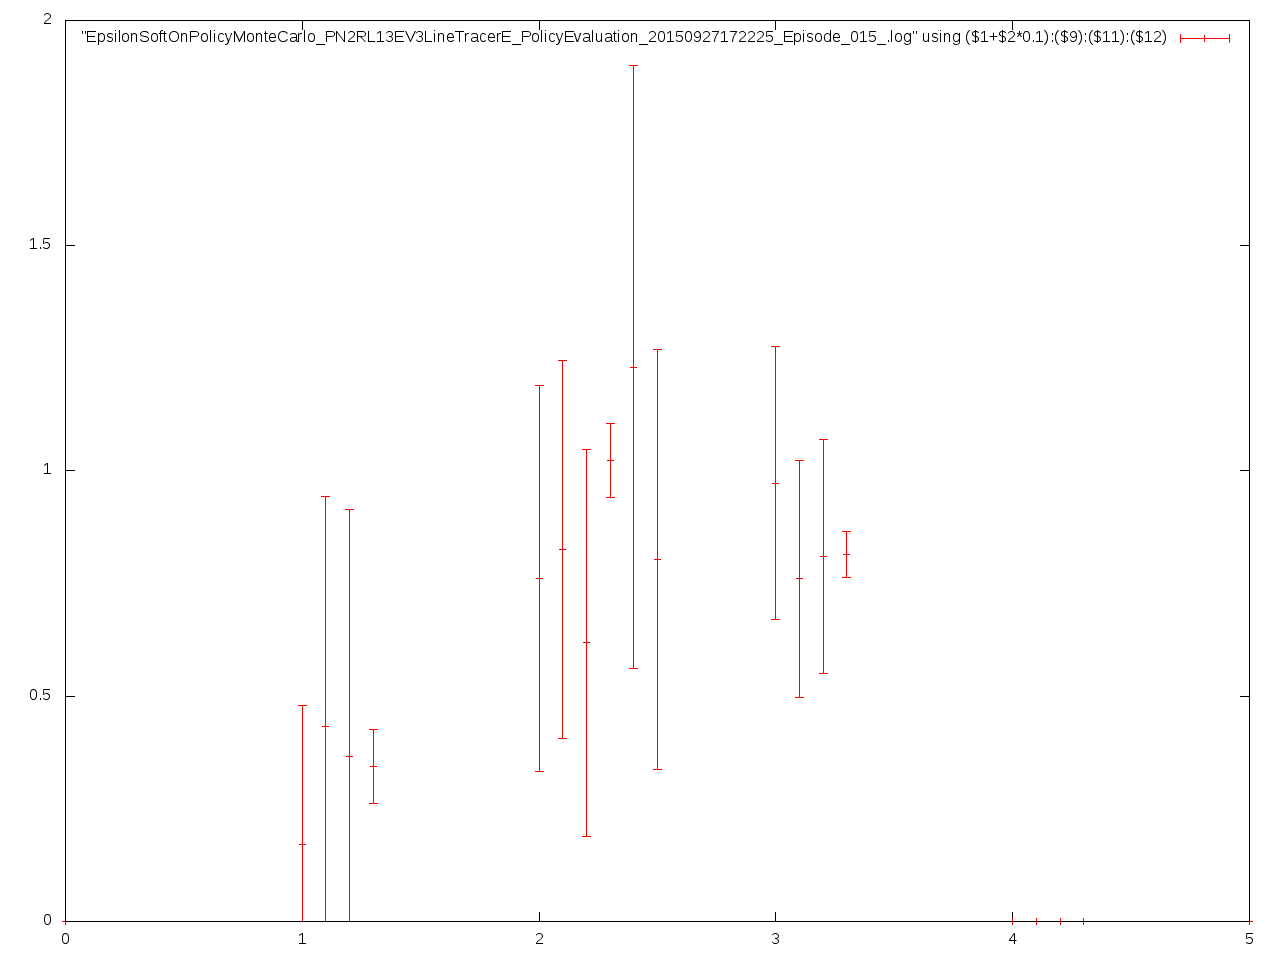 2
"EpsilonSoftOnPolicyMonteCarlo_PN2RL13EV3LineTracerE_PolicyEvaluation_20150927172225_Episode_015_.log" using ($1+$2*0.1):($9):($11):($12)
1.5
1
0.5
0
0 1 2 3 4 5